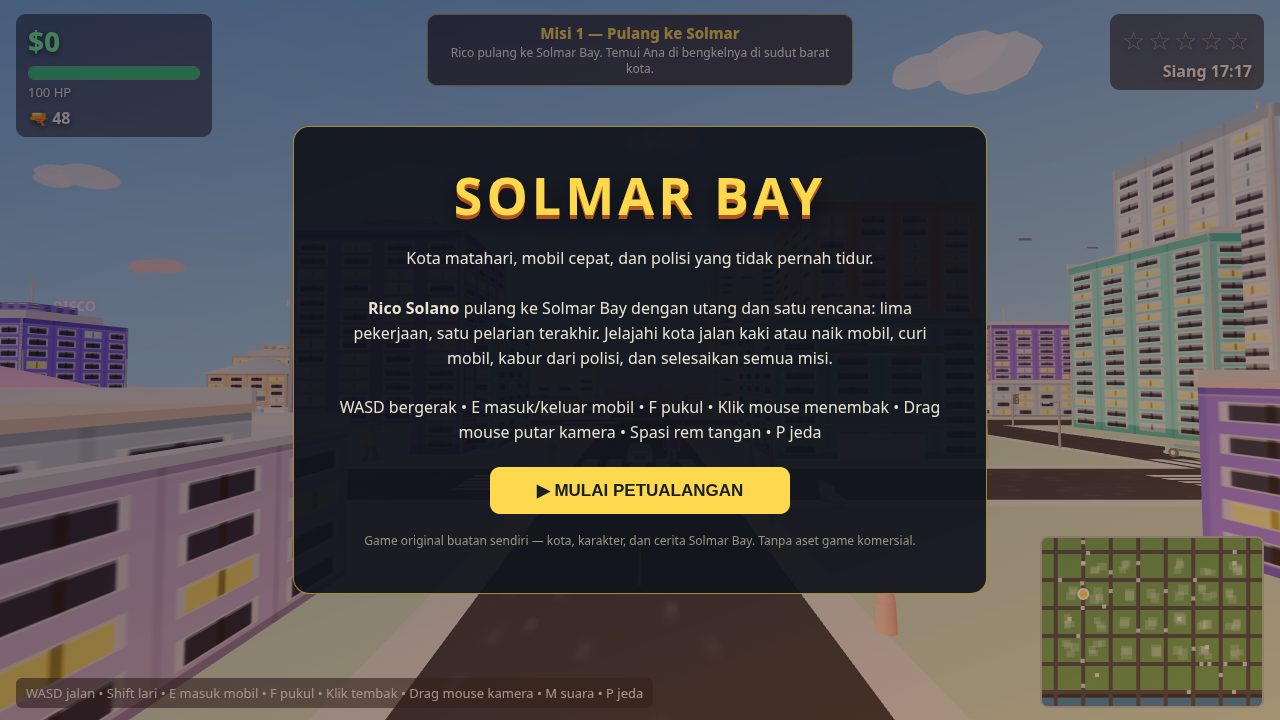 $0
100 HP
48
Misi 1 — Pulang ke Solmar
Rico pulang ke Solmar Bay. Temui Ana di bengkelnya di sudut barat
kota.
☆☆☆☆☆
Siang 17:17
DISCO
SOLMAR BAY
Kota matahari, mobil cepat, dan polisi yang tidak pernah tidur.
Rico Solano pulang ke Solmar Bay dengan utang dan satu rencana: lima
pekerjaan, satu pelarian terakhir. Jelajahi kota jalan kaki atau naik mobil, curi
mobil, kabur dari polisi, dan selesaikan semua misi.
WASD bergerak • E masuk/keluar mobil • F pukul • Klik mouse menembak • Drag
mouse putar kamera • Spasi rem tangan • P jeda
▶ MULAI PETUALANGAN
Game original buatan sendiri — kota, karakter, dan cerita Solmar Bay. Tanpa aset game komersial.
WASD jalan • Shift lari • E masuk mobil • F pukul • Klik tembak • Drag mouse kamera • M suara • P jeda